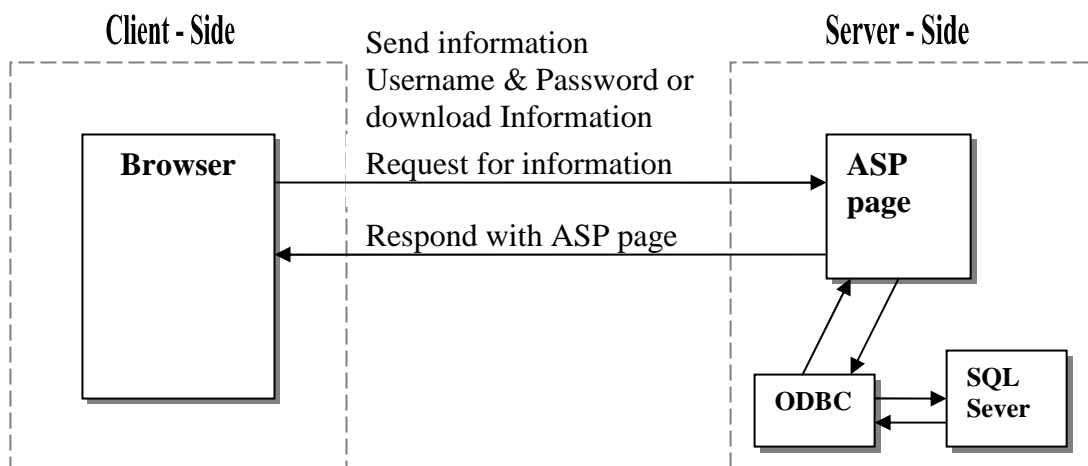 Client - Side
Server - Side
Send information
Username & Password or
download Information
Browser
Request for information
ASP
page
Respond with ASP page
ODBC
SQL
Sever